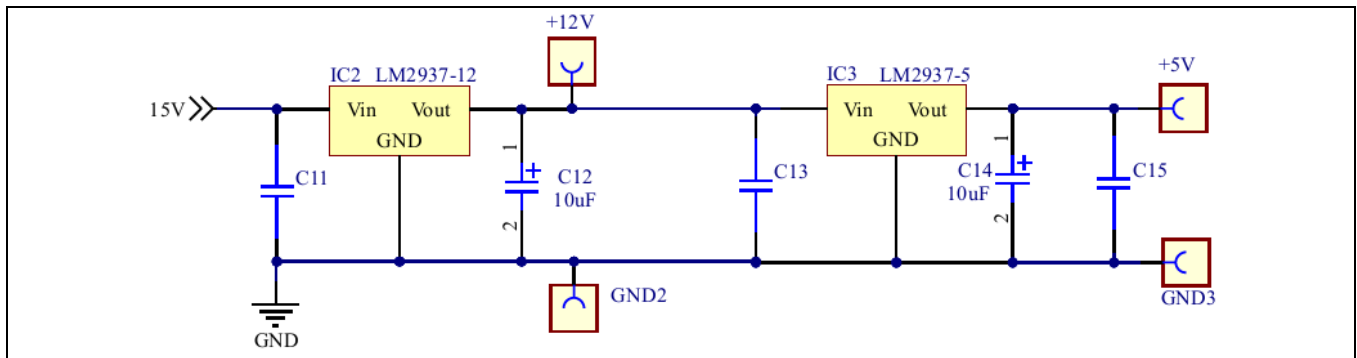 +12V
+5V
IC2 LM2937-12
IC3 LM2937-5
15V
Vin Vout
GND
Vin Vout
GND
1
1
C11
C12
10uF
C13
C14
10uF
C15
2
2
GND2
GND3
GND